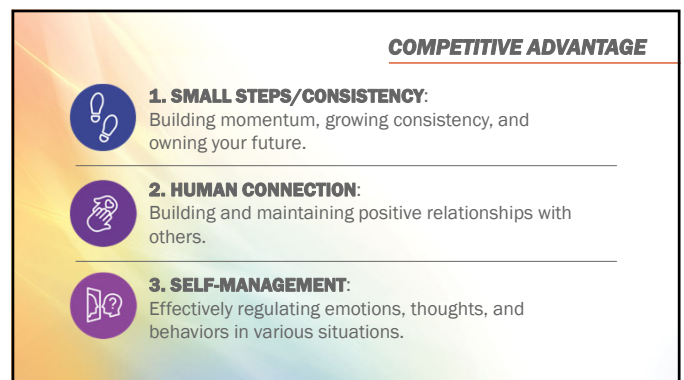 COMPETITIVE ADVANTAGE
1. SMALL STEPS/CONSISTENCY:
Building momentum, growing consistency, and
owning your future.
2. HUMAN CONNECTION:
Building and maintaining positive relationships with
others.
3. SELF-MANAGEMENT:
Effectively regulating emotions, thoughts, and
behaviors in various situations.